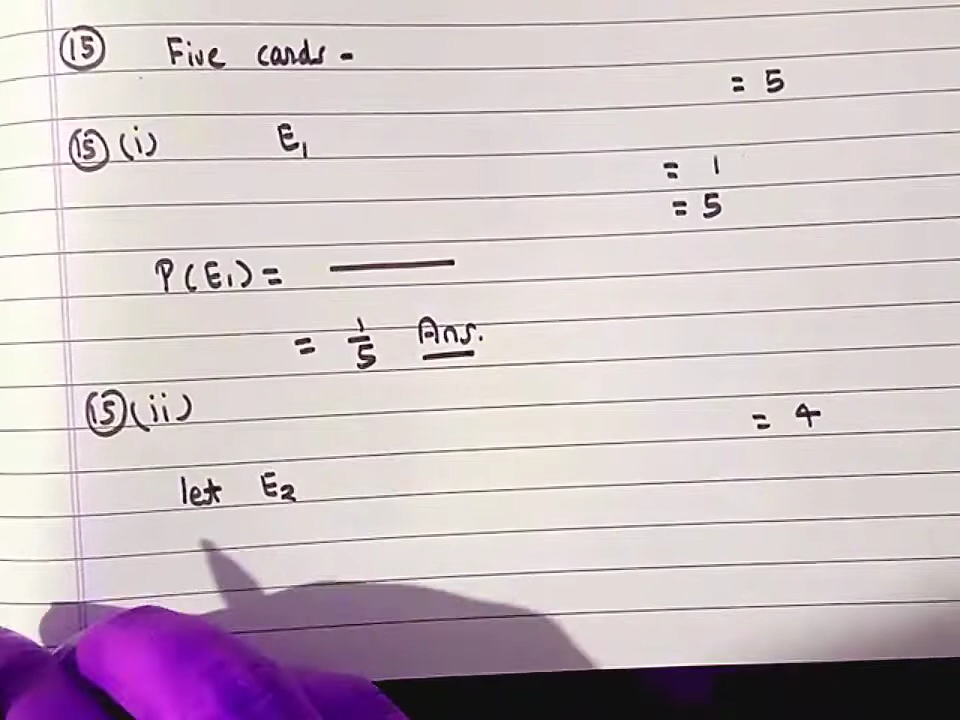 15 Five cards -
= 5
15 (i) E₁
= 1
= 5
P(E₁) = ―
= 1/5 Ans.
15 (ii)
= 4
let E₂